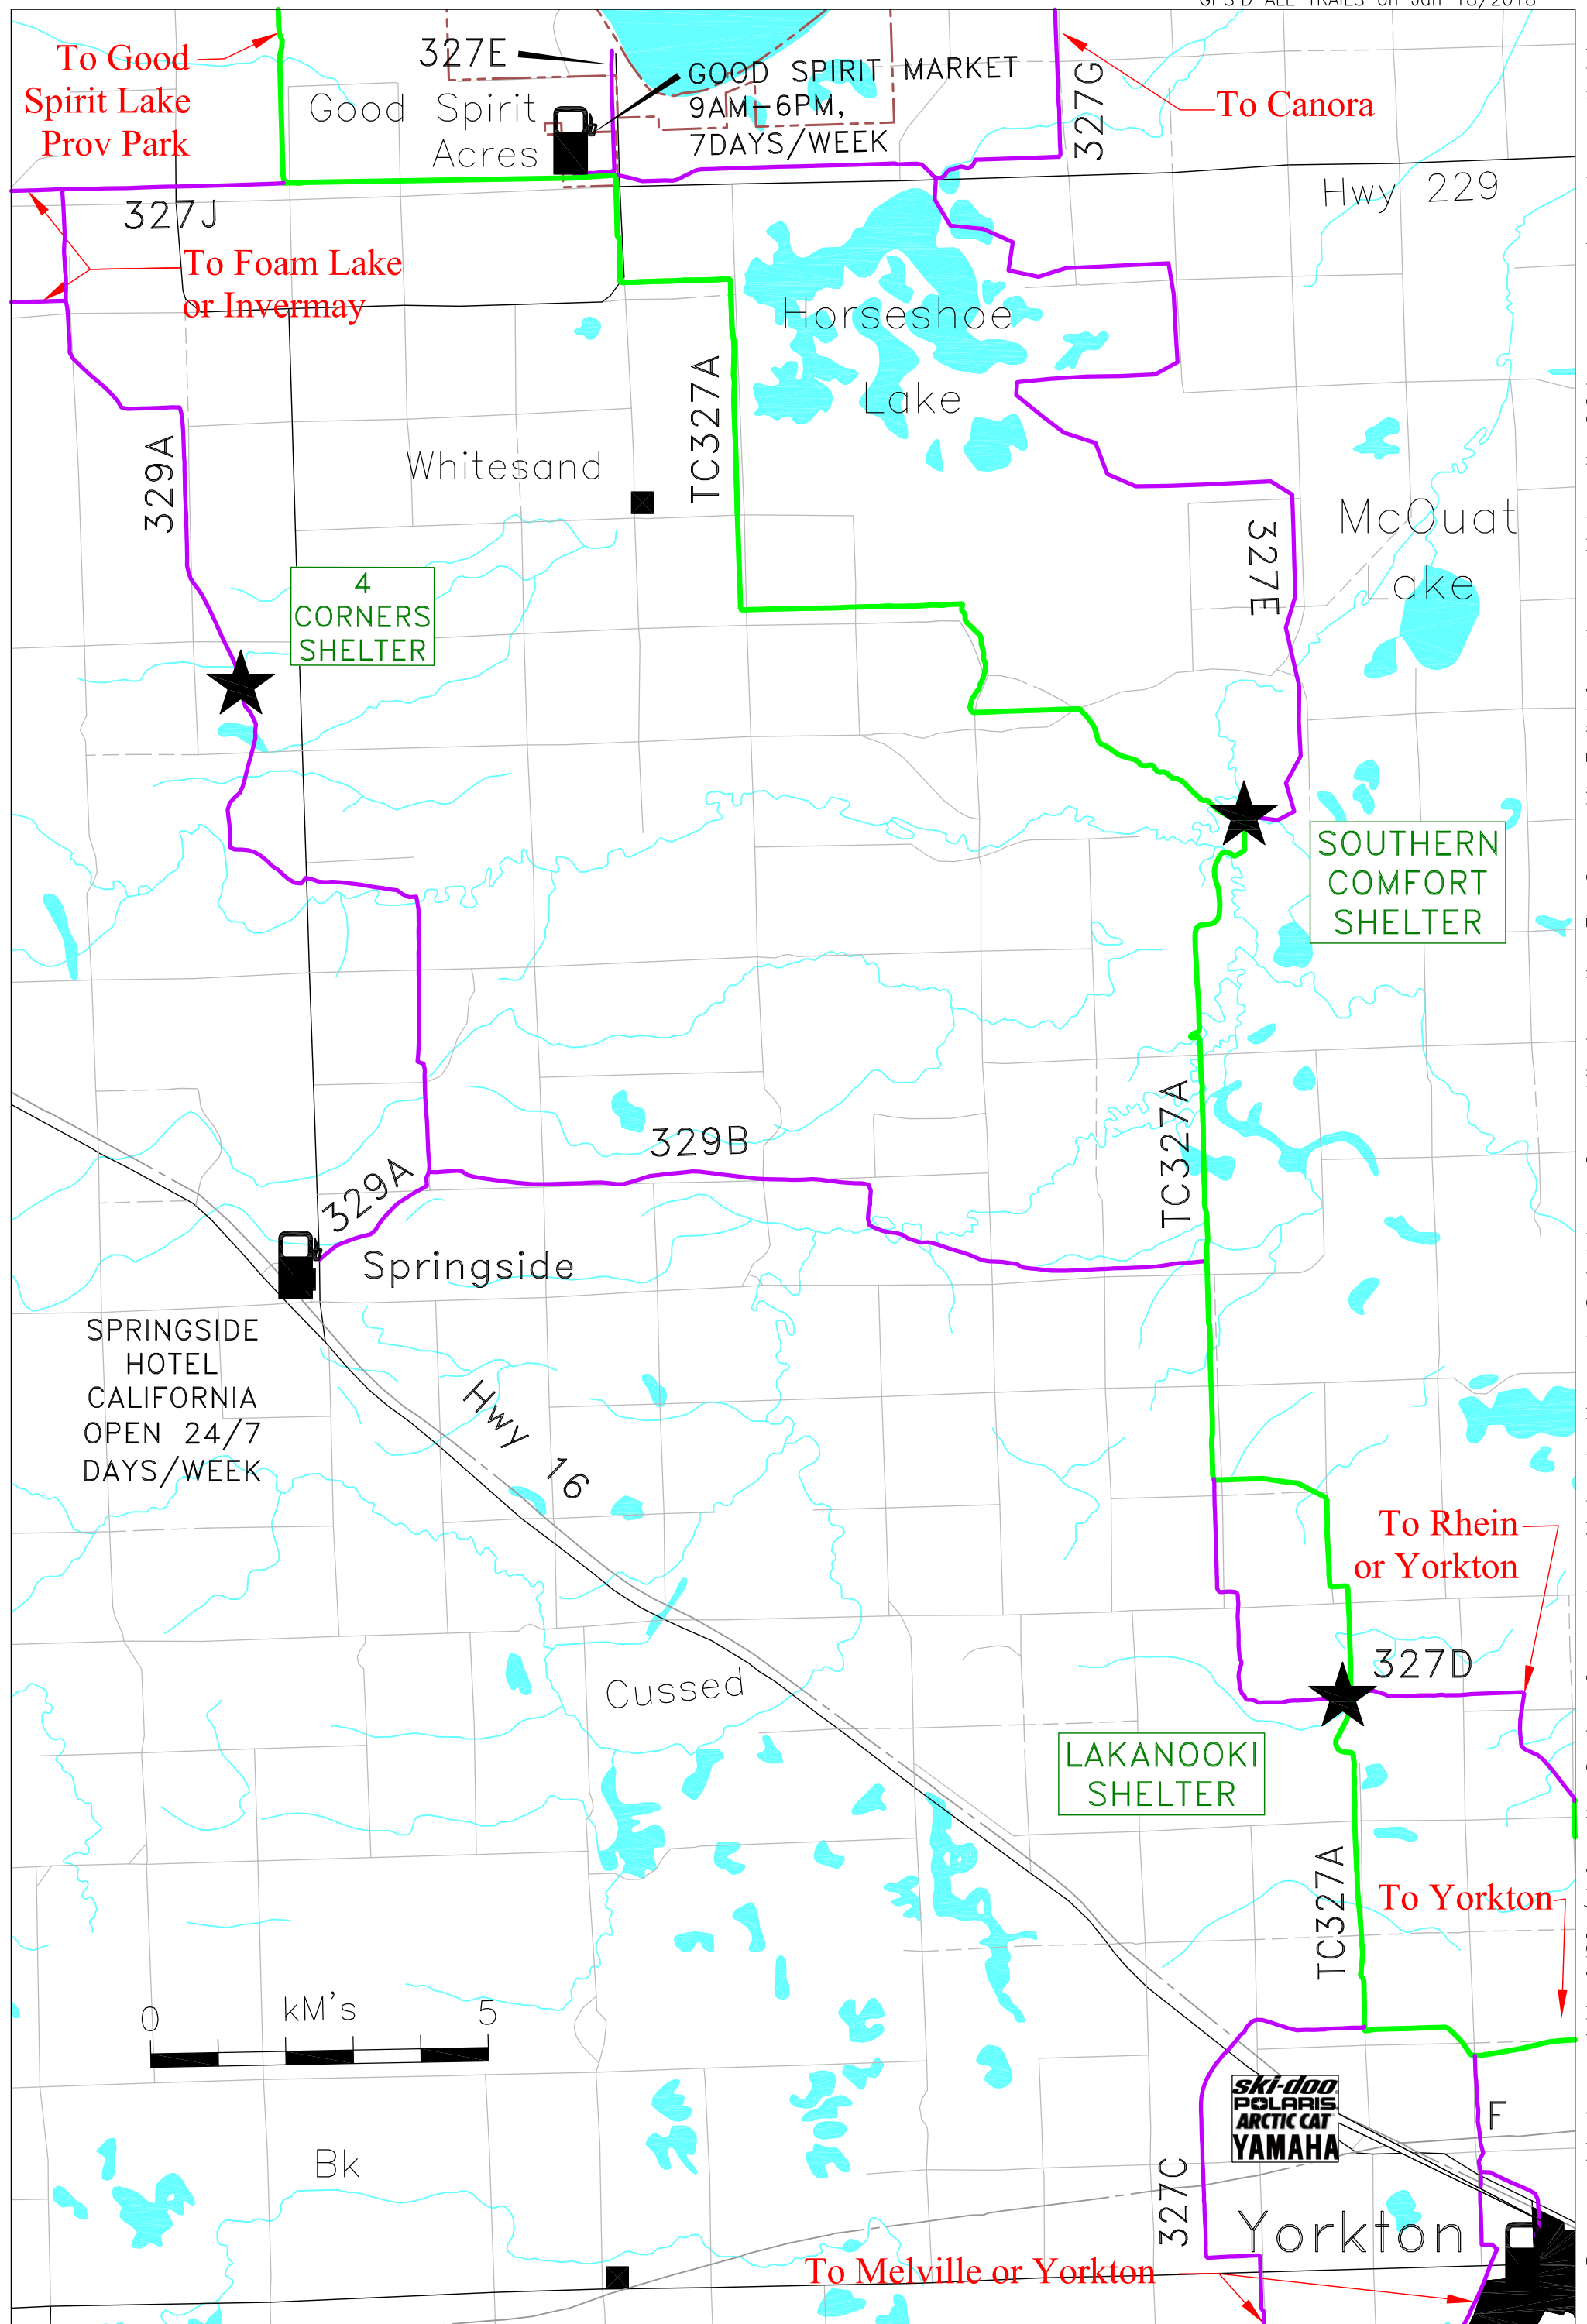 To Good
Spirit Lake
Prov Park
327E
GOOD SPIRIT MARKET
9AM-6PM,
7DAYS/WEEK
Good Spirit
Acres
327G
To Canora
Hwy 229
327J
To Foam Lake
or Invermay
Horseshoe
Lake
TC327A
329A
Whitesand
McOuat
Lake
327E
4
CORNERS
SHELTER
SOUTHERN
COMFORT
SHELTER
TC327A
329B
329A
Springside
SPRINGSIDE
HOTEL
CALIFORNIA
OPEN 24/7
DAYS/WEEK
Hwy 16
To Rhein
or Yorkton
327D
Cussed
LAKANOOKI
SHELTER
TC327A
To Yorkton
0 kM's 5
ski-doo
POLARIS
ARCTIC CAT
YAMAHA
F
Bk
327C
Yorkton
To Melville or Yorkton